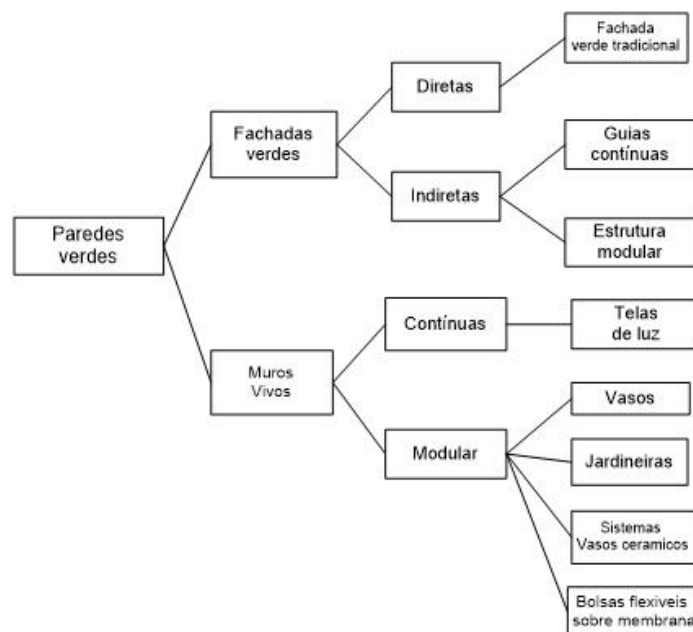 Fachada
verde tradicional
Diretas
Fachadas
verdes
Guias
contínuas
Indiretas
Paredes
verdes
Estrutura
modular
Contínuas
Telas
de luz
Muros
Vivos
Vasos
Modular
Jardineiras
Sistemas
Vasos ceramicos
Bolsas flexiveis
sobre membrana